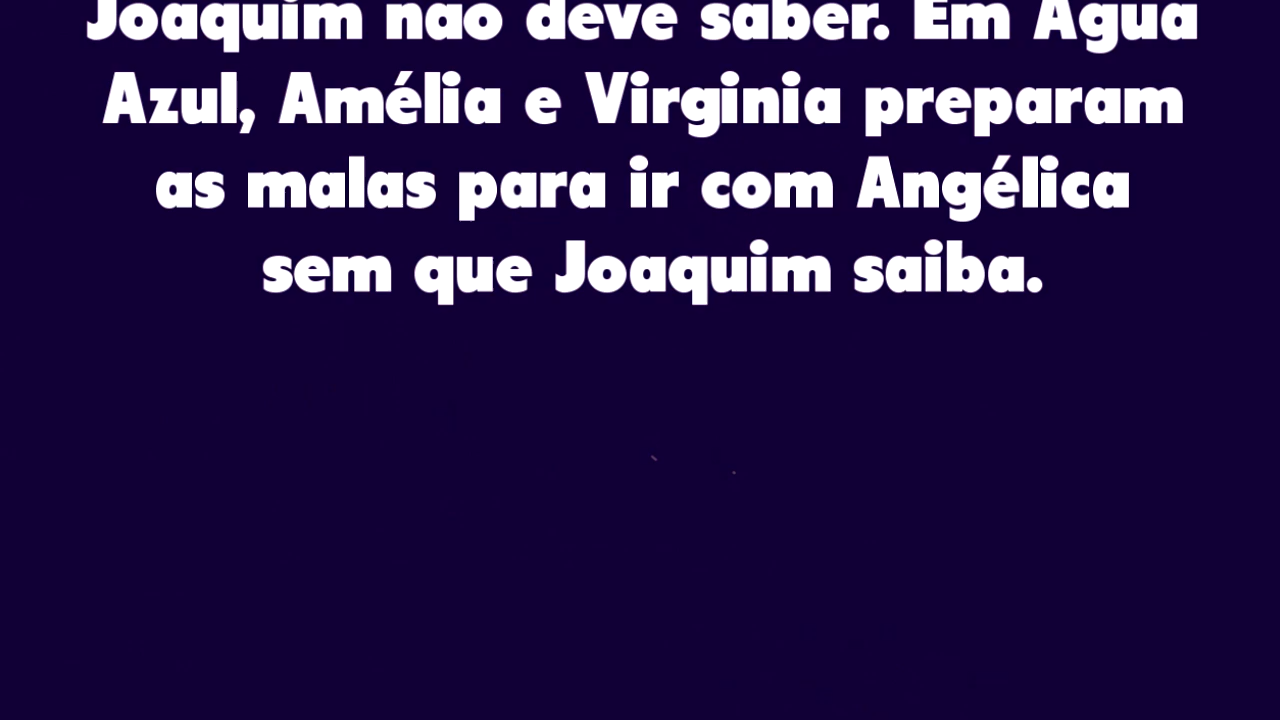 Joaquim não deve saber. Em Água
Azul, Amélia e Virginia preparam
as malas para ir com Angélica
sem que Joaquim saiba.